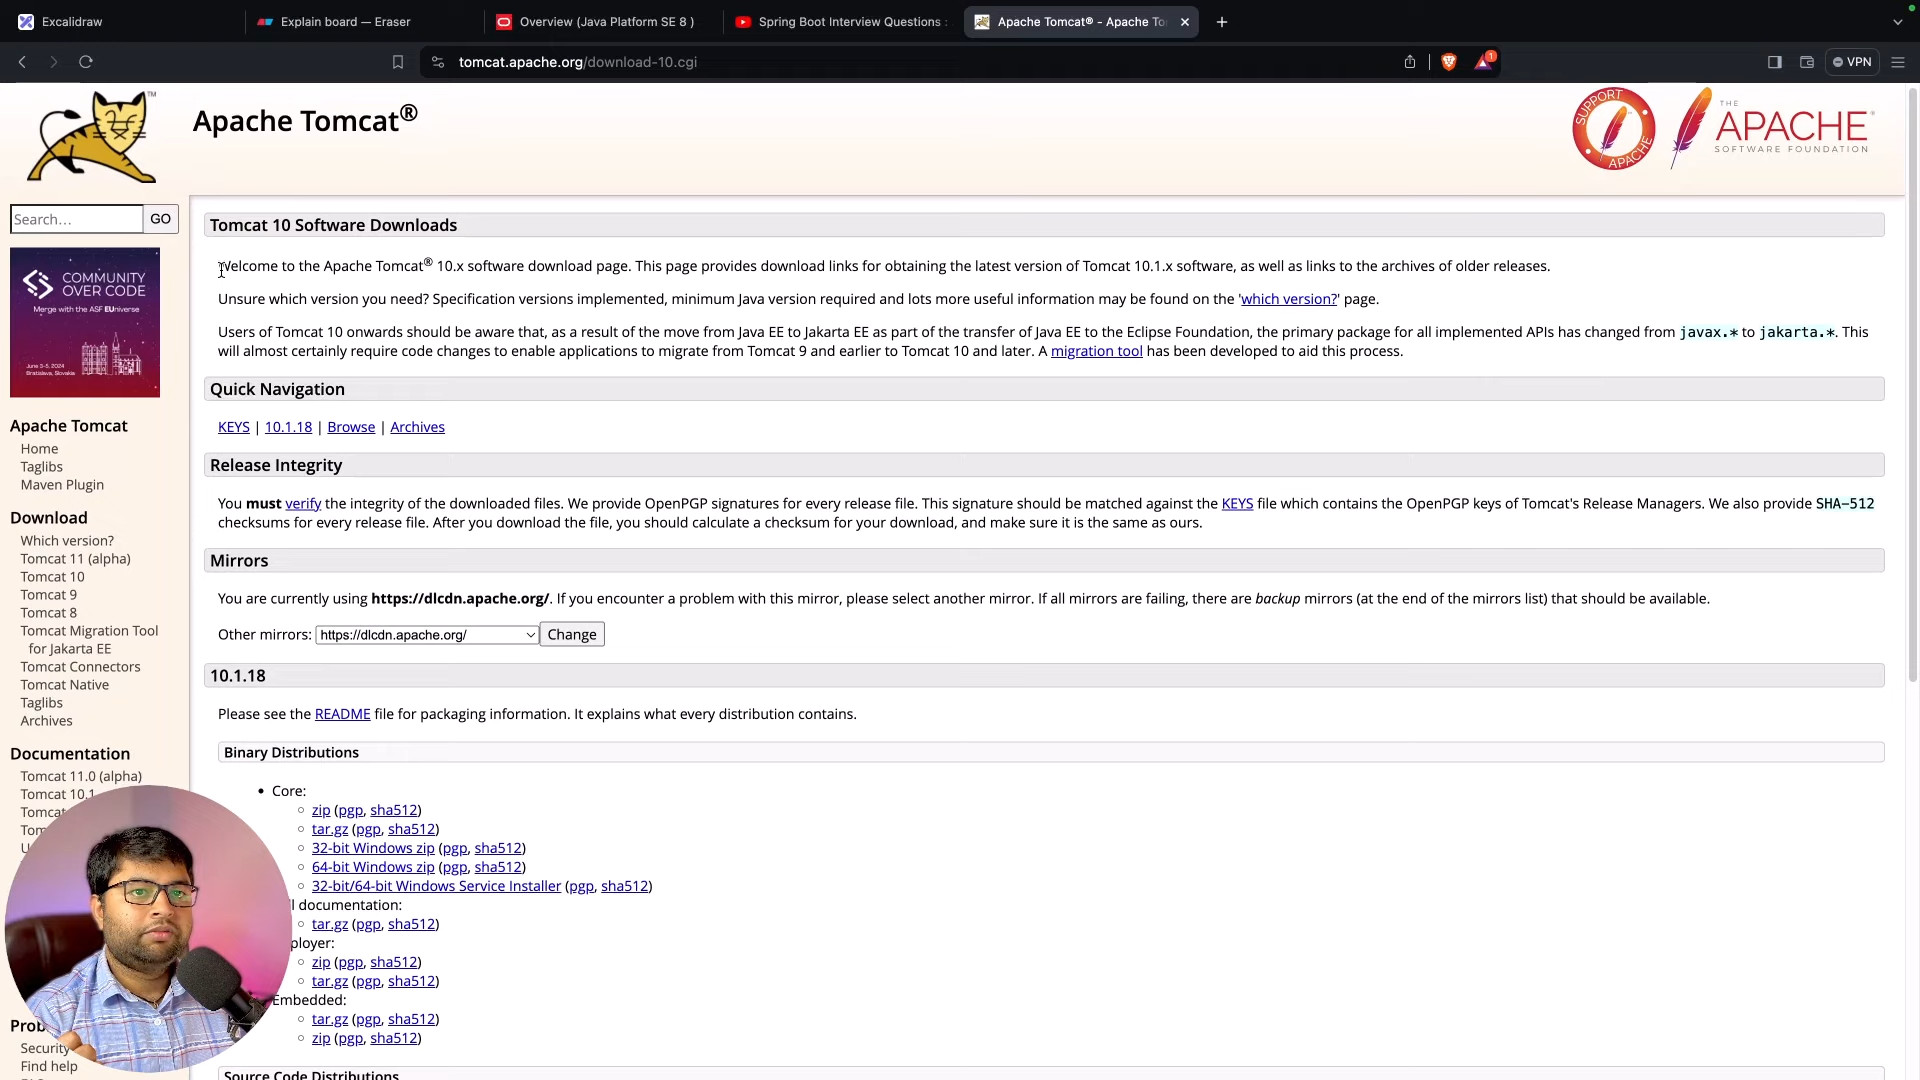 Excalidraw
Explain board — Eraser
Overview (Java Platform SE 8 )
Spring Boot Interview Questions :
Apache Tomcat® - Apache To
tomcat.apache.org/download-10.cgi
1
VPN
TM
Apache Tomcat®
SUPPORT
APACHE
THE
APACHE
SOFTWARE FOUNDATION
Search…
GO
COMMUNITY
OVER CODE
Merge with the ASF EUniverse
June 3-5, 2024
Bratislava, Slovakia
Apache Tomcat
Home
Taglibs
Maven Plugin
Download
Which version?
Tomcat 11 (alpha)
Tomcat 10
Tomcat 9
Tomcat 8
Tomcat Migration Tool
for Jakarta EE
Tomcat Connectors
Tomcat Native
Taglibs
Archives
Documentation
Tomcat 11.0 (alpha)
Tomcat 10.1
Tomcat
Security
Find help
Tomcat 10 Software Downloads
Welcome to the Apache Tomcat® 10.x software download page. This page provides download links for obtaining the latest version of Tomcat 10.1.x software, as well as links to the archives of older releases.
Unsure which version you need? Specification versions implemented, minimum Java version required and lots more useful information may be found on the 'which version?' page.
Users of Tomcat 10 onwards should be aware that, as a result of the move from Java EE to Jakarta EE as part of the transfer of Java EE to the Eclipse Foundation, the primary package for all implemented APIs has changed from javax.* to jakarta.*. This
will almost certainly require code changes to enable applications to migrate from Tomcat 9 and earlier to Tomcat 10 and later. A migration tool has been developed to aid this process.
Quick Navigation
KEYS | 10.1.18 | Browse | Archives
Release Integrity
You must verify the integrity of the downloaded files. We provide OpenPGP signatures for every release file. This signature should be matched against the KEYS file which contains the OpenPGP keys of Tomcat's Release Managers. We also provide SHA-512
checksums for every release file. After you download the file, you should calculate a checksum for your download, and make sure it is the same as ours.
Mirrors
You are currently using https://dlcdn.apache.org/. If you encounter a problem with this mirror, please select another mirror. If all mirrors are failing, there are backup mirrors (at the end of the mirrors list) that should be available.
Other mirrors: https://dlcdn.apache.org/ Change
10.1.18
Please see the README file for packaging information. It explains what every distribution contains.
Binary Distributions
• Core:
○ zip (pgp, sha512)
○ tar.gz (pgp, sha512)
○ 32-bit Windows zip (pgp, sha512)
○ 64-bit Windows zip (pgp, sha512)
○ 32-bit/64-bit Windows Service Installer (pgp, sha512)
documentation:
○ tar.gz (pgp, sha512)
ployer:
○ zip (pgp, sha512)
○ tar.gz (pgp, sha512)
Embedded:
○ tar.gz (pgp, sha512)
○ zip (pgp, sha512)
Source Code Distributions